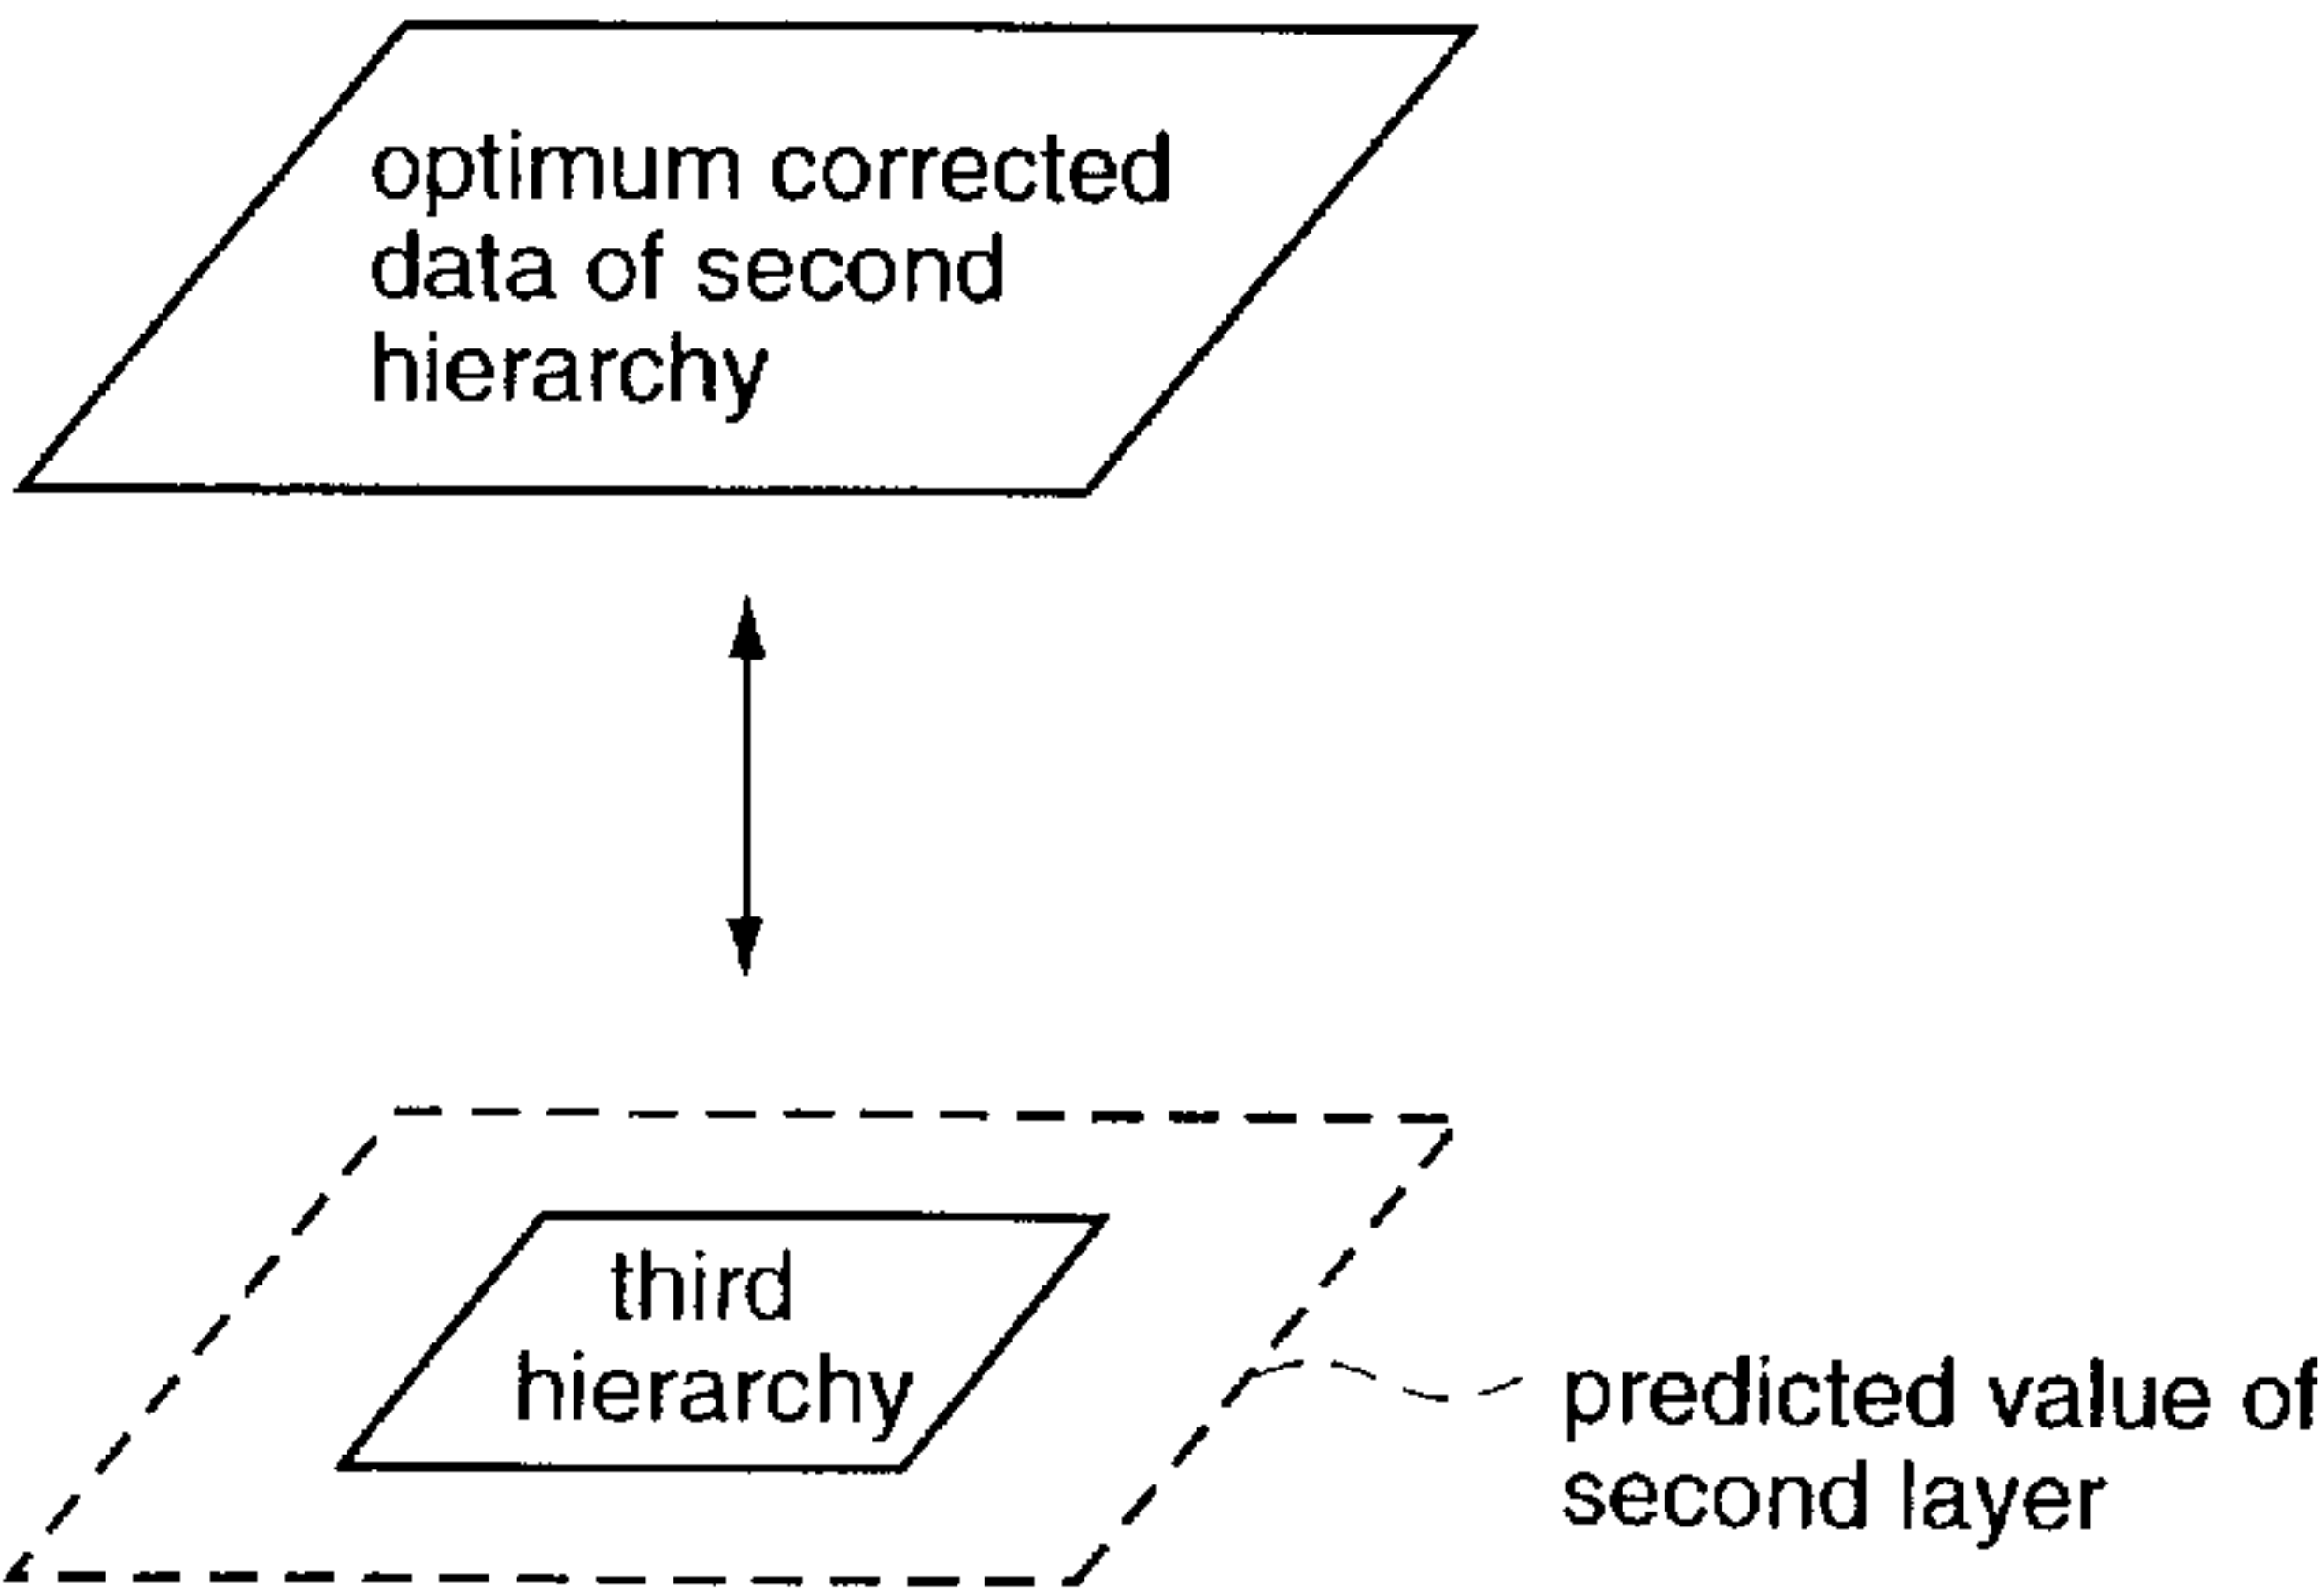 optimum corrected
data of second
hierarchy
third
hierarchy
predicted value of
second layer